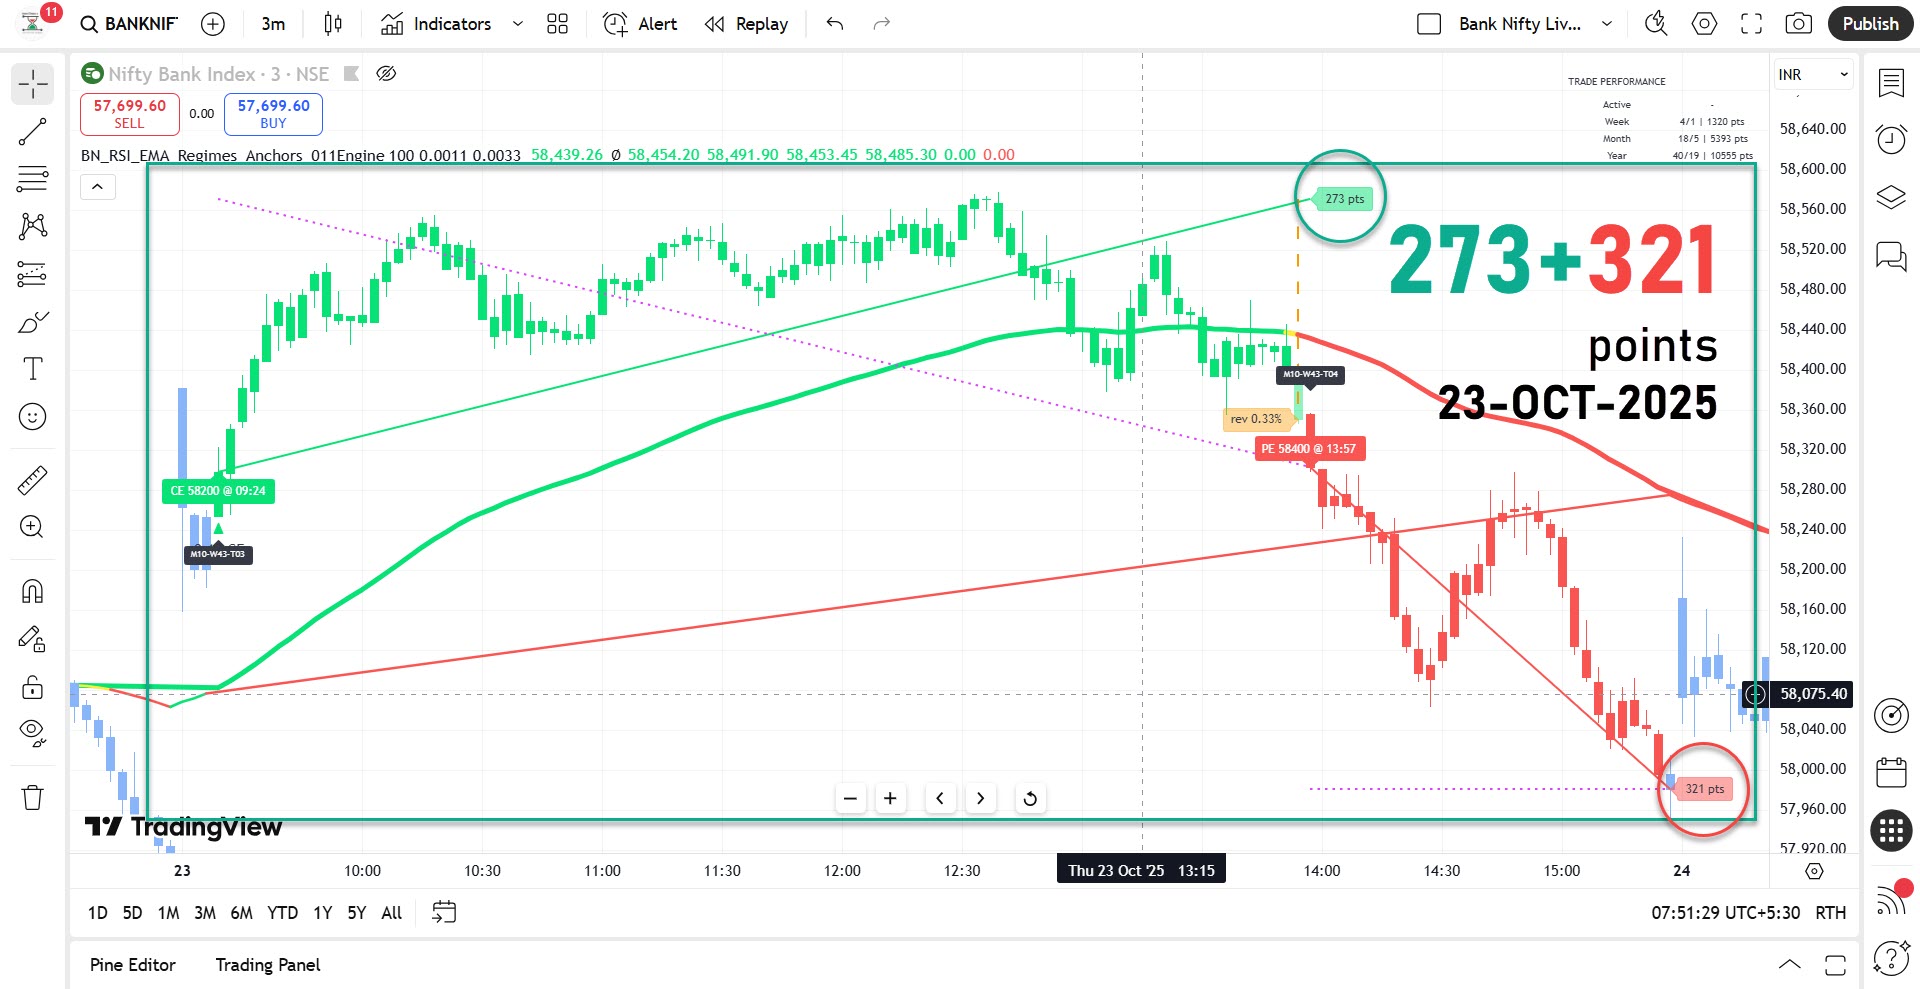 11
BANKNIF
3m
Indicators
Alert
Replay
Bank Nifty Liv...
Publish
Nifty Bank Index · 3 · NSE
INR
57,699.60
SELL
0.00
57,699.60
BUY
TRADE PERFORMANCE
Active -
Week 4/1 | 1320 pts
Month 18/5 | 5393 pts
Year 40/19 | 10555 pts
BN_RSI_EMA_Regimes_Anchors_011Engine 100 0.0011 0.0033 58,439.26 Ø 58,454.20 58,491.90 58,453.45 58,485.30 0.00 0.00
58,640.00
58,600.00
58,560.00
58,520.00
58,480.00
58,440.00
58,400.00
58,360.00
58,320.00
58,280.00
58,240.00
58,200.00
58,160.00
58,120.00
58,075.40
58,040.00
58,000.00
57,960.00
57,920.00
273 pts
273+321
points
23-OCT-2025
M10-W43-T04
rev 0.33%
PE 58400 @ 13:57
CE 58200 @ 09:24
M10-W43-T03
321 pts
TradingView
23
10:00
10:30
11:00
11:30
12:00
12:30
Thu 23 Oct '25 13:15
14:00
14:30
15:00
24
1D 5D 1M 3M 6M YTD 1Y 5Y All
07:51:29 UTC+5:30 RTH
Pine Editor
Trading Panel